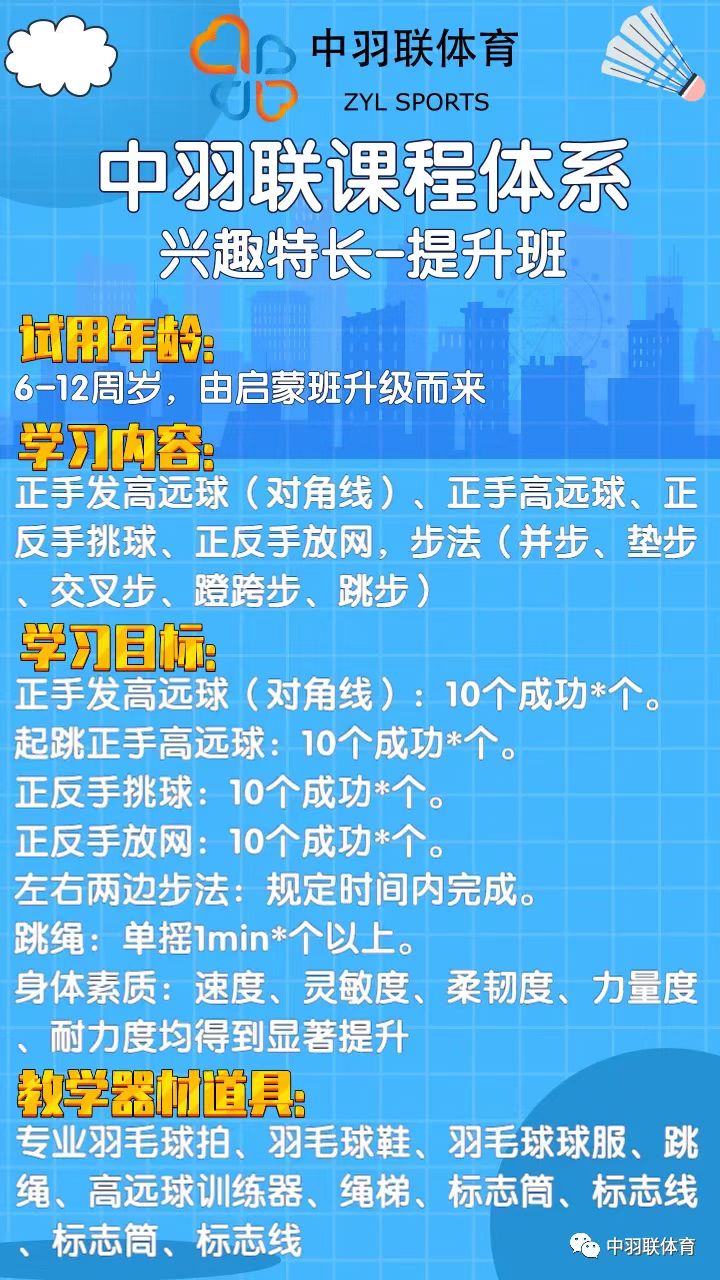 中羽联体育
ZYL SPORTS
中羽联课程体系
兴趣特长-提升班
试用年龄:
6-12周岁，由启蒙班升级而来
学习内容:
正手发高远球（对角线）、正手高远球、正
反手挑球、正反手放网，步法（并步、垫步
、交叉步、蹬跨步、跳步）
学习目标:
正手发高远球（对角线）：10个成功*个。
起跳正手高远球：10个成功*个。
正反手挑球：10个成功*个。
正反手放网：10个成功*个。
左右两边步法：规定时间内完成。
跳绳：单摇1min*个以上。
身体素质：速度、灵敏度、柔韧度、力量度
、耐力度均得到显著提升
教学器材道具:
专业羽毛球拍、羽毛球鞋、羽毛球球服、跳
绳、高远球训练器、绳梯、标志筒、标志线
、标志筒、标志线
中羽联体育